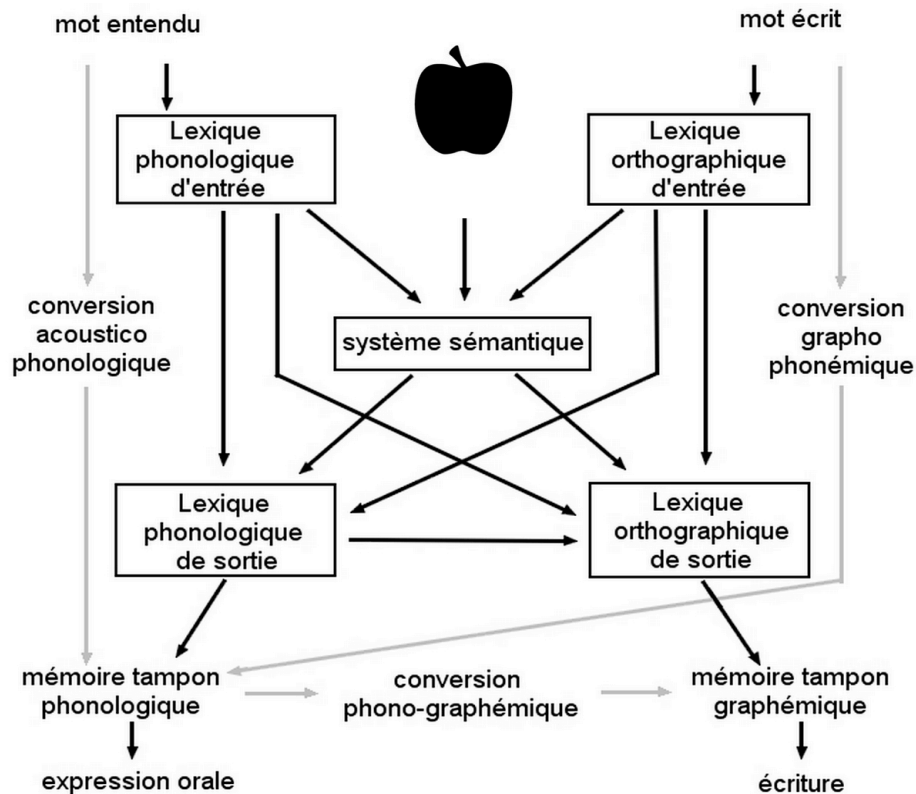 mot entendu
mot écrit
Lexique
phonologique
d'entrée
Lexique
orthographique
d'entrée
conversion
acoustico
phonologique
système sémantique
conversion
grapho
phonémique
Lexique
phonologique
de sortie
Lexique
orthographique
de sortie
mémoire tampon
phonologique
conversion
phono-graphémique
mémoire tampon
graphémique
expression orale
écriture